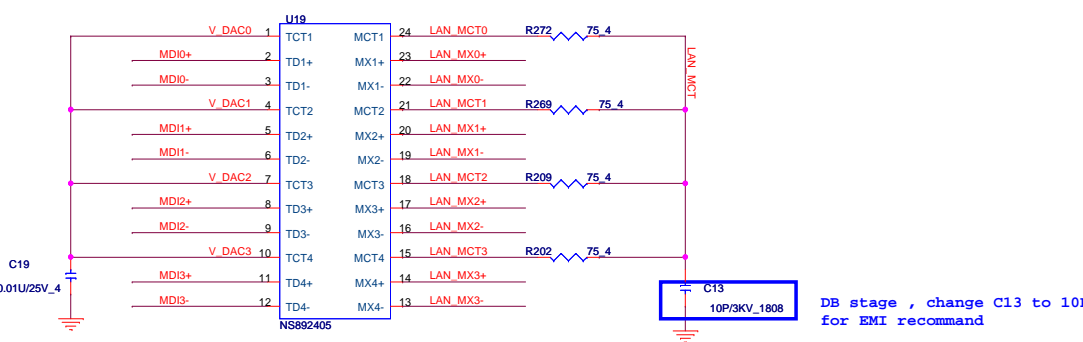 U19
V_DAC0 1 TCT1 MCT1 24 LAN_MCT0 R272 75_4
MDI0+ 2 TD1+ MX1+ 23 LAN_MX0+
MDI0- 3 TD1- MX1- 22 LAN_MX0-
LAN_MCT
V_DAC1 4 TCT2 MCT2 21 LAN_MCT1 R269 75_4
MDI1+ 5 TD2+ MX2+ 20 LAN_MX1+
MDI1- 6 TD2- MX2- 19 LAN_MX1-
V_DAC2 7 TCT3 MCT3 18 LAN_MCT2 R209 75_4
MDI2+ 8 TD3+ MX3+ 17 LAN_MX2+
MDI2- 9 TD3- MX3- 16 LAN_MX2-
V_DAC3 10 TCT4 MCT4 15 LAN_MCT3 R202 75_4
C19
MDI3+ 11 TD4+ MX4+ 14 LAN_MX3+
0.01U/25V_4
MDI3- 12 TD4- MX4- 13 LAN_MX3-
NS892405
C13
10P/3KV_1808
DB stage , change C13 to
for EMI recommand